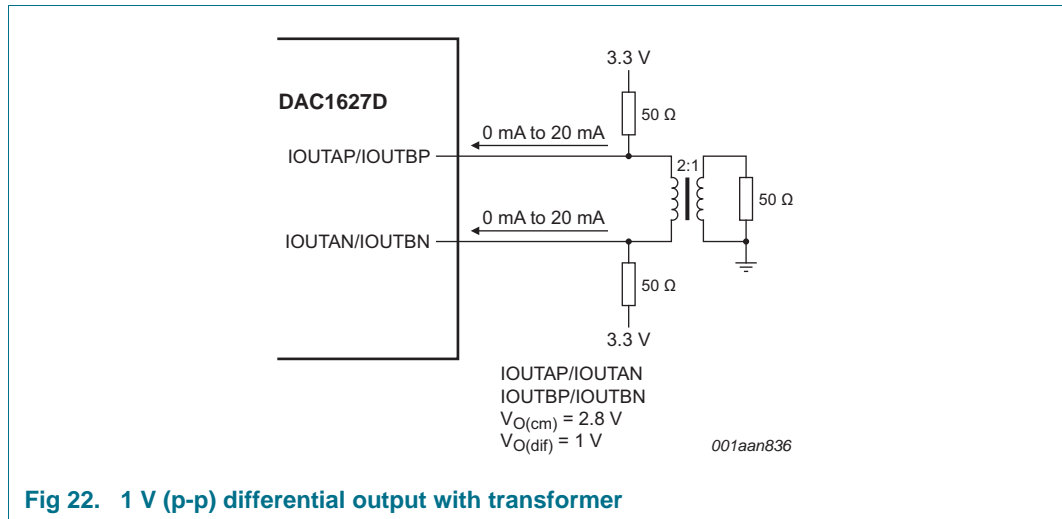 3.3 V
DAC1627D
50 Ω
0 mA to 20 mA
IOUTAP/IOUTBP
2:1
50 Ω
0 mA to 20 mA
IOUTAN/IOUTBN
50 Ω
3.3 V
IOUTAP/IOUTAN
IOUTBP/IOUTBN
VO(cm) = 2.8 V
VO(dif) = 1 V
001aan836
Fig 22. 1 V (p-p) differential output with transformer